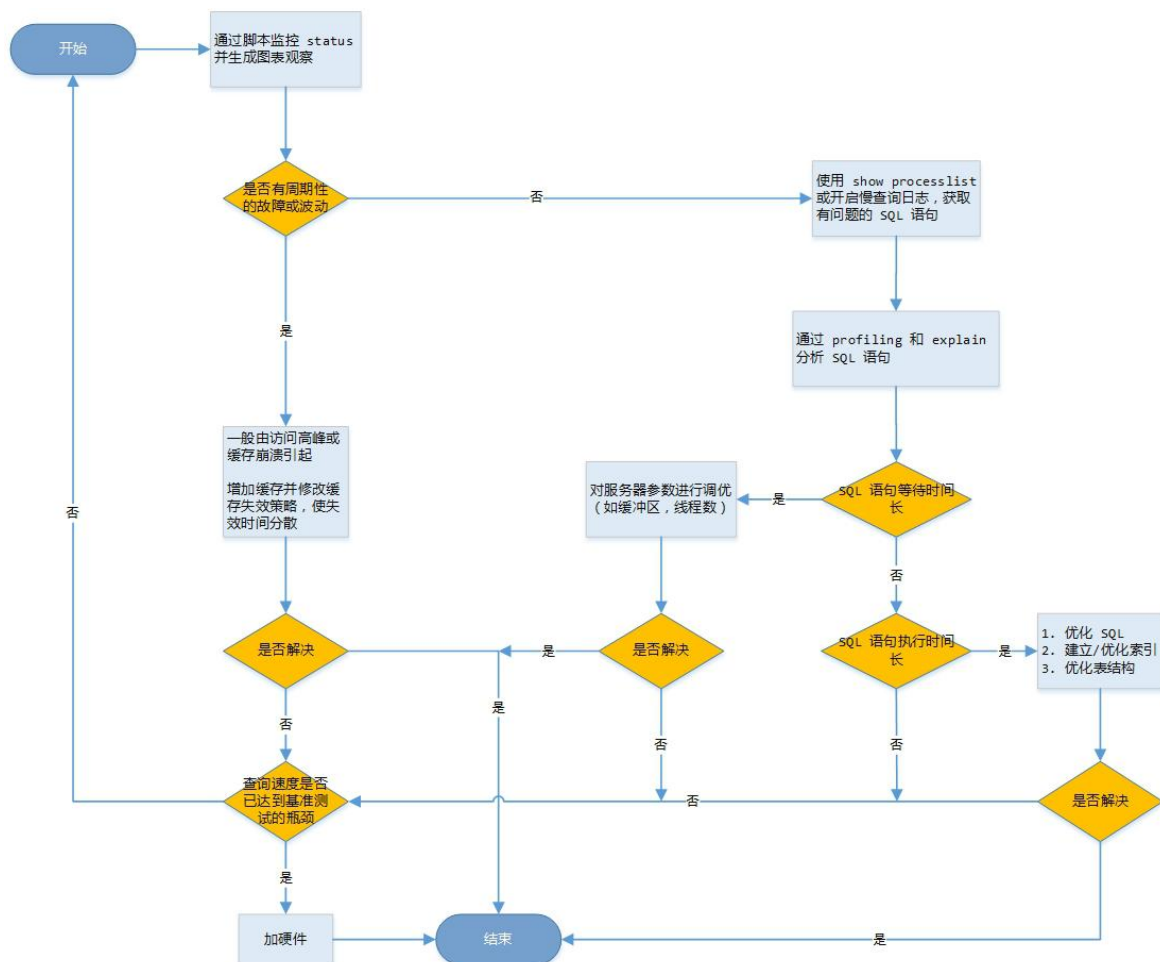 开始
通过脚本监控 status
并生成图表观察
是否有周期性
的故障或波动
否
使用 show processlist
或开启慢查询日志，获取
有问题的 SQL 语句
是
通过 profiling 和 explain
分析 SQL 语句
一般由访问高峰或
缓存崩溃引起
增加缓存并修改缓
存失效策略，使失
效时间分散
对服务器参数进行调优
（如缓冲区，线程数）
是
SQL 语句等待时间
长
否
否
是否解决
是
是否解决
SQL 语句执行时间
长
是
1. 优化 SQL
2. 建立/优化索引
3. 优化表结构
否
是
否
否
查询速度是否
已达到基准测
试的瓶颈
否
是否解决
是
加硬件
结束
是